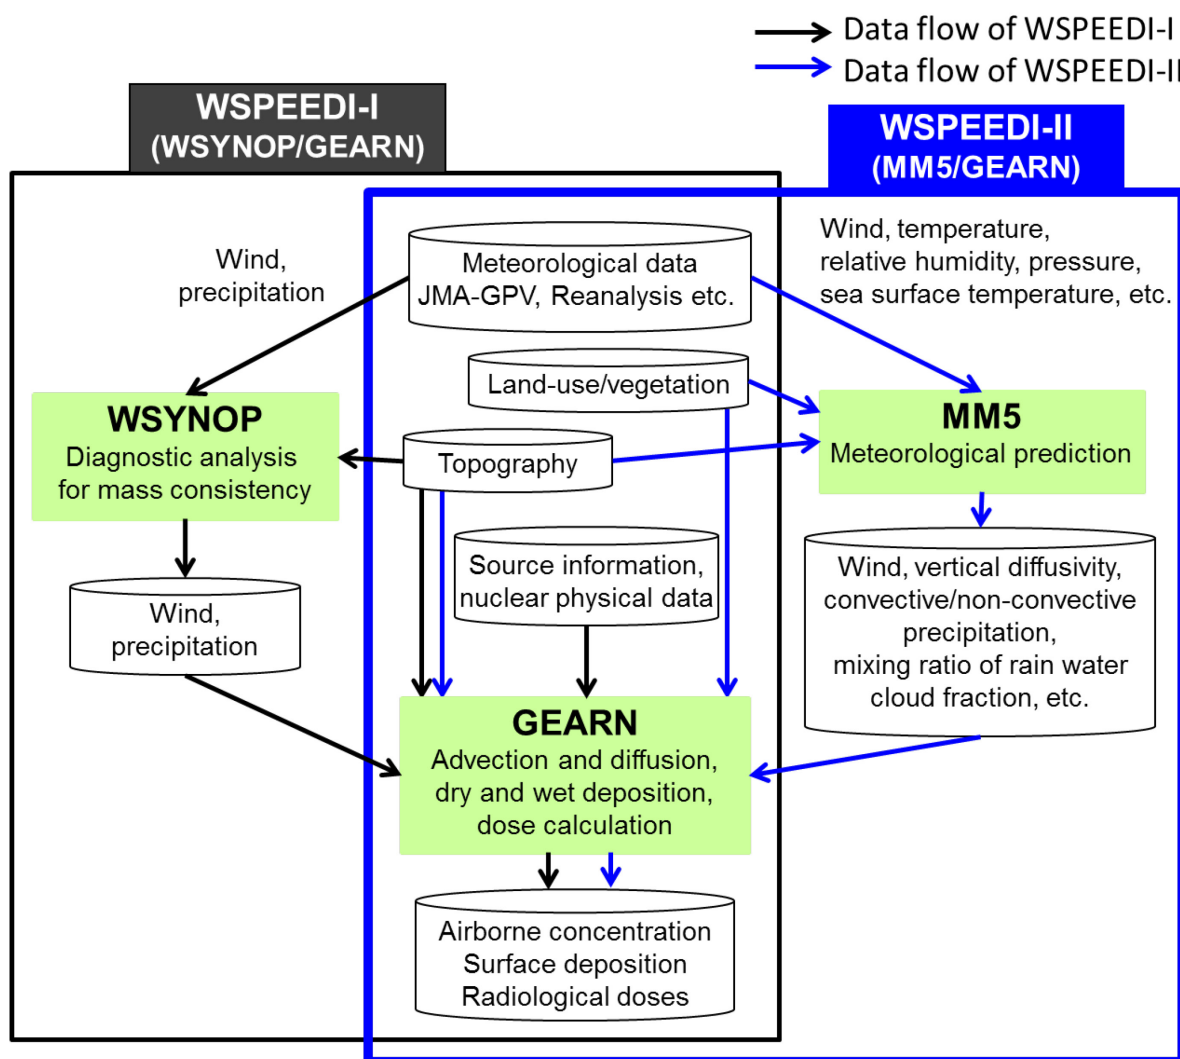 Data flow of WSPEEDI-I
Data flow of WSPEEDI-II
WSPEEDI-I
(WSYNOP/GEARN)
WSPEEDI-II
(MM5/GEARN)
Wind,
precipitation
Meteorological data
JMA-GPV, Reanalysis etc.
Wind, temperature,
relative humidity, pressure,
sea surface temperature, etc.
Land-use/vegetation
WSYNOP
Diagnostic analysis
for mass consistency
Topography
MM5
Meteorological prediction
Source information,
nuclear physical data
Wind,
precipitation
Wind, vertical diffusivity,
convective/non-convective
precipitation,
mixing ratio of rain water
cloud fraction, etc.
GEARN
Advection and diffusion,
dry and wet deposition,
dose calculation
Airborne concentration
Surface deposition
Radiological doses